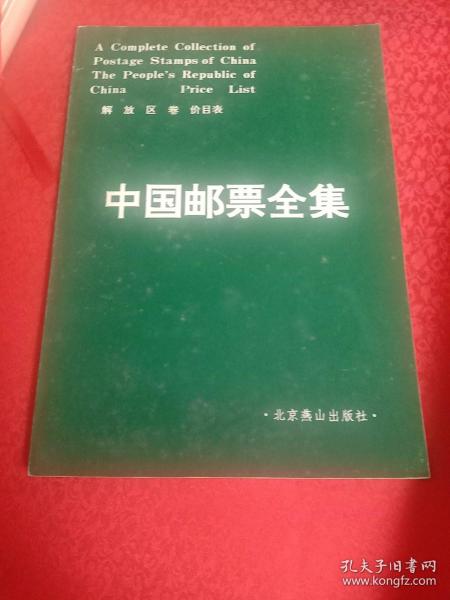 A Complete Collection of
Postage Stamps of China
The People's Republic of
China Price List
解放区卷 价目表
中国邮票全集
·北京燕山出版社·
孔夫子旧书网
www.kongfz.com